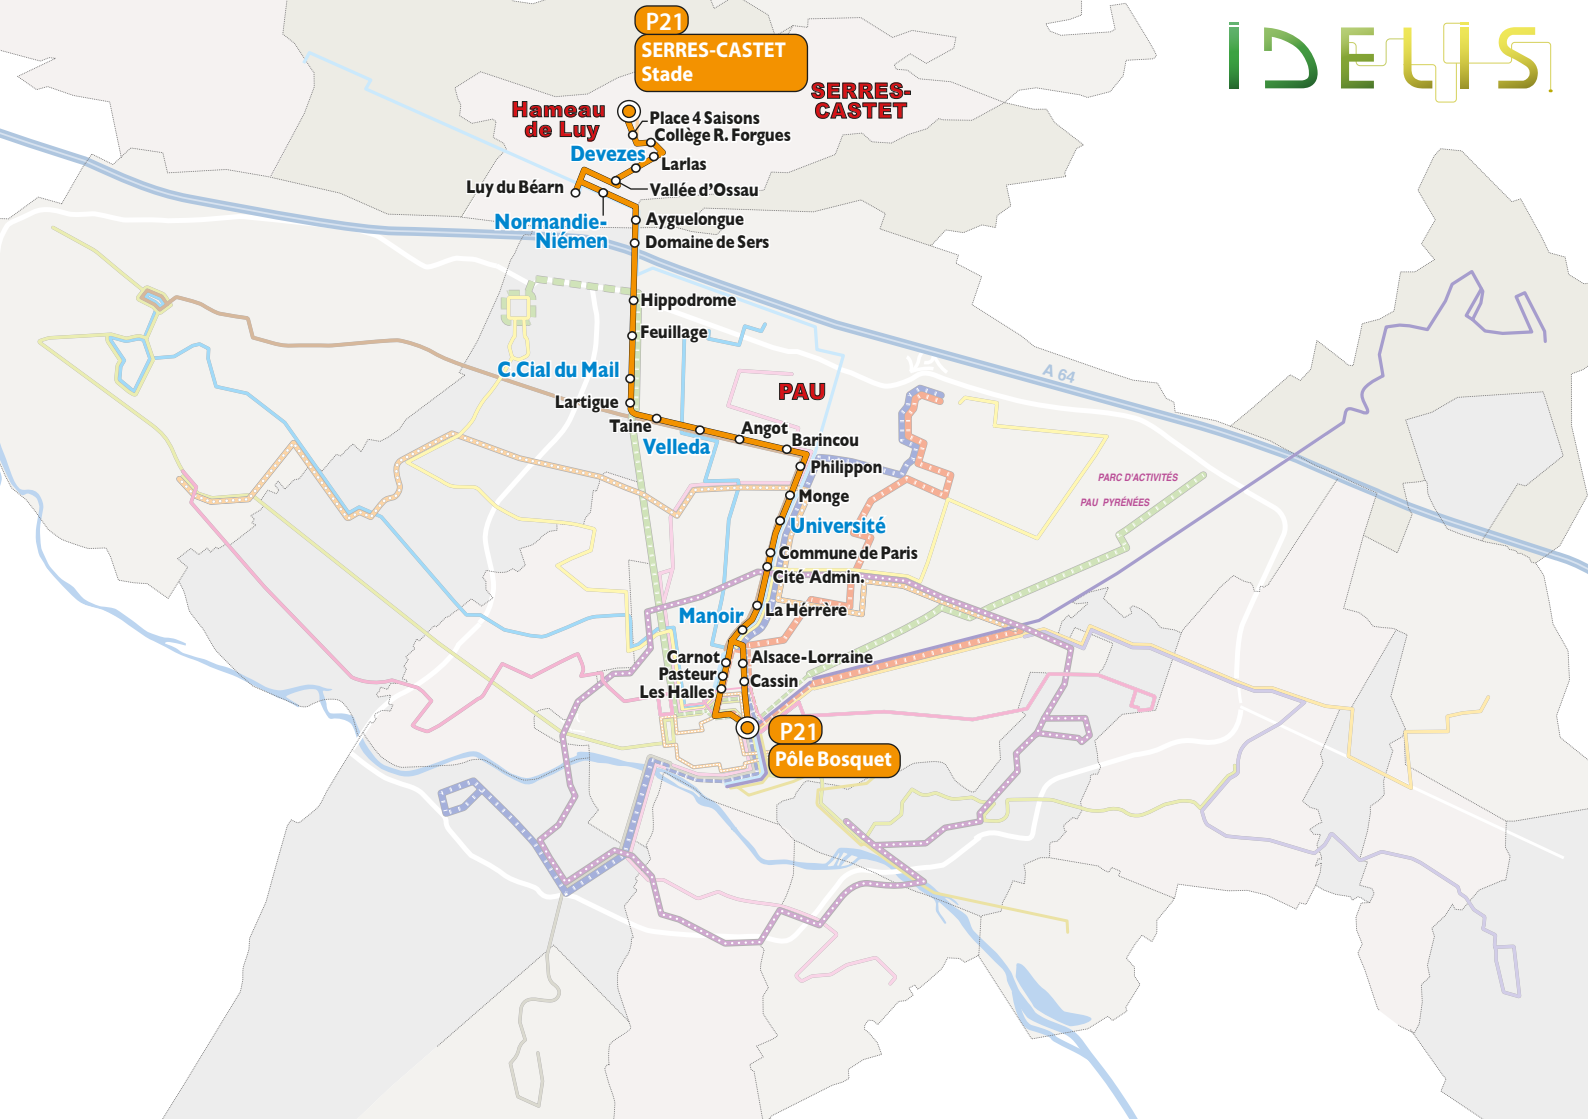 P21
SERRES-CASTET
Stade
IDELIS
SERRES-
CASTET
Hameau
de Luy
Place 4 Saisons
Collège R. Forgues
Devezes
Larlas
Luy du Béarn
Vallée d'Ossau
Normandie-
Niémen
Ayguelongue
Domaine de Sers
Hippodrome
Feuillage
C.Cial du Mail
A 64
PAU
Lartigue
Taine
Angot
Velleda
Barincou
Philippon
PARC D'ACTIVITÉS
PAU PYRÉNÉES
Monge
Université
Commune de Paris
Cité Admin.
La Hérrère
Manoir
Carnot
Alsace-Lorraine
Pasteur
Cassin
Les Halles
P21
Pôle Bosquet